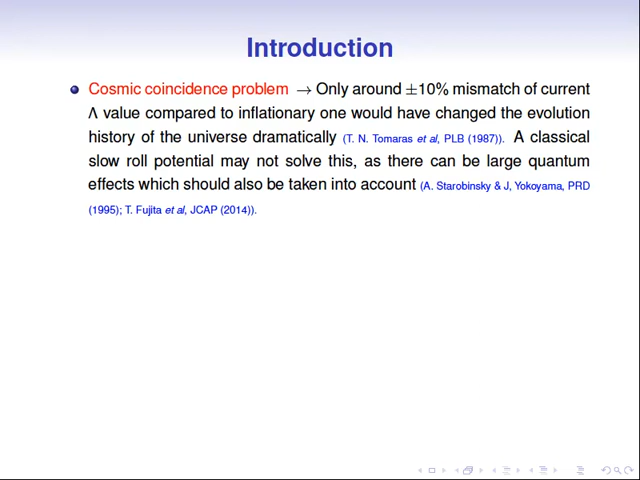 Introduction
Cosmic coincidence problem → Only around ±10% mismatch of current
Λ value compared to inflationary one would have changed the evolution
history of the universe dramatically (T. N. Tomaras et al, PLB (1987)). A classical
slow roll potential may not solve this, as there can be large quantum
effects which should also be taken into account (A. Starobinsky & J, Yokoyama, PRD
(1995); T. Fujita et al, JCAP (2014)).